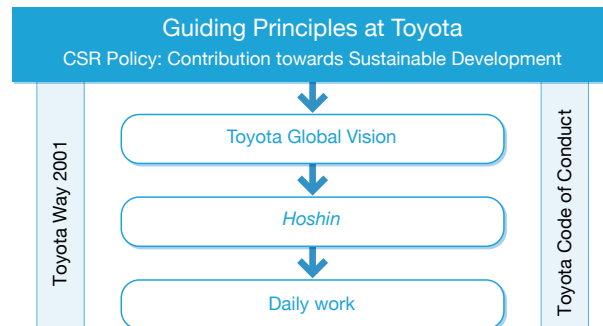 Guiding Principles at Toyota
CSR Policy: Contribution towards Sustainable Development
Toyota Way 2001
Toyota Global Vision
Hoshin
Daily work
Toyota Code of Conduct